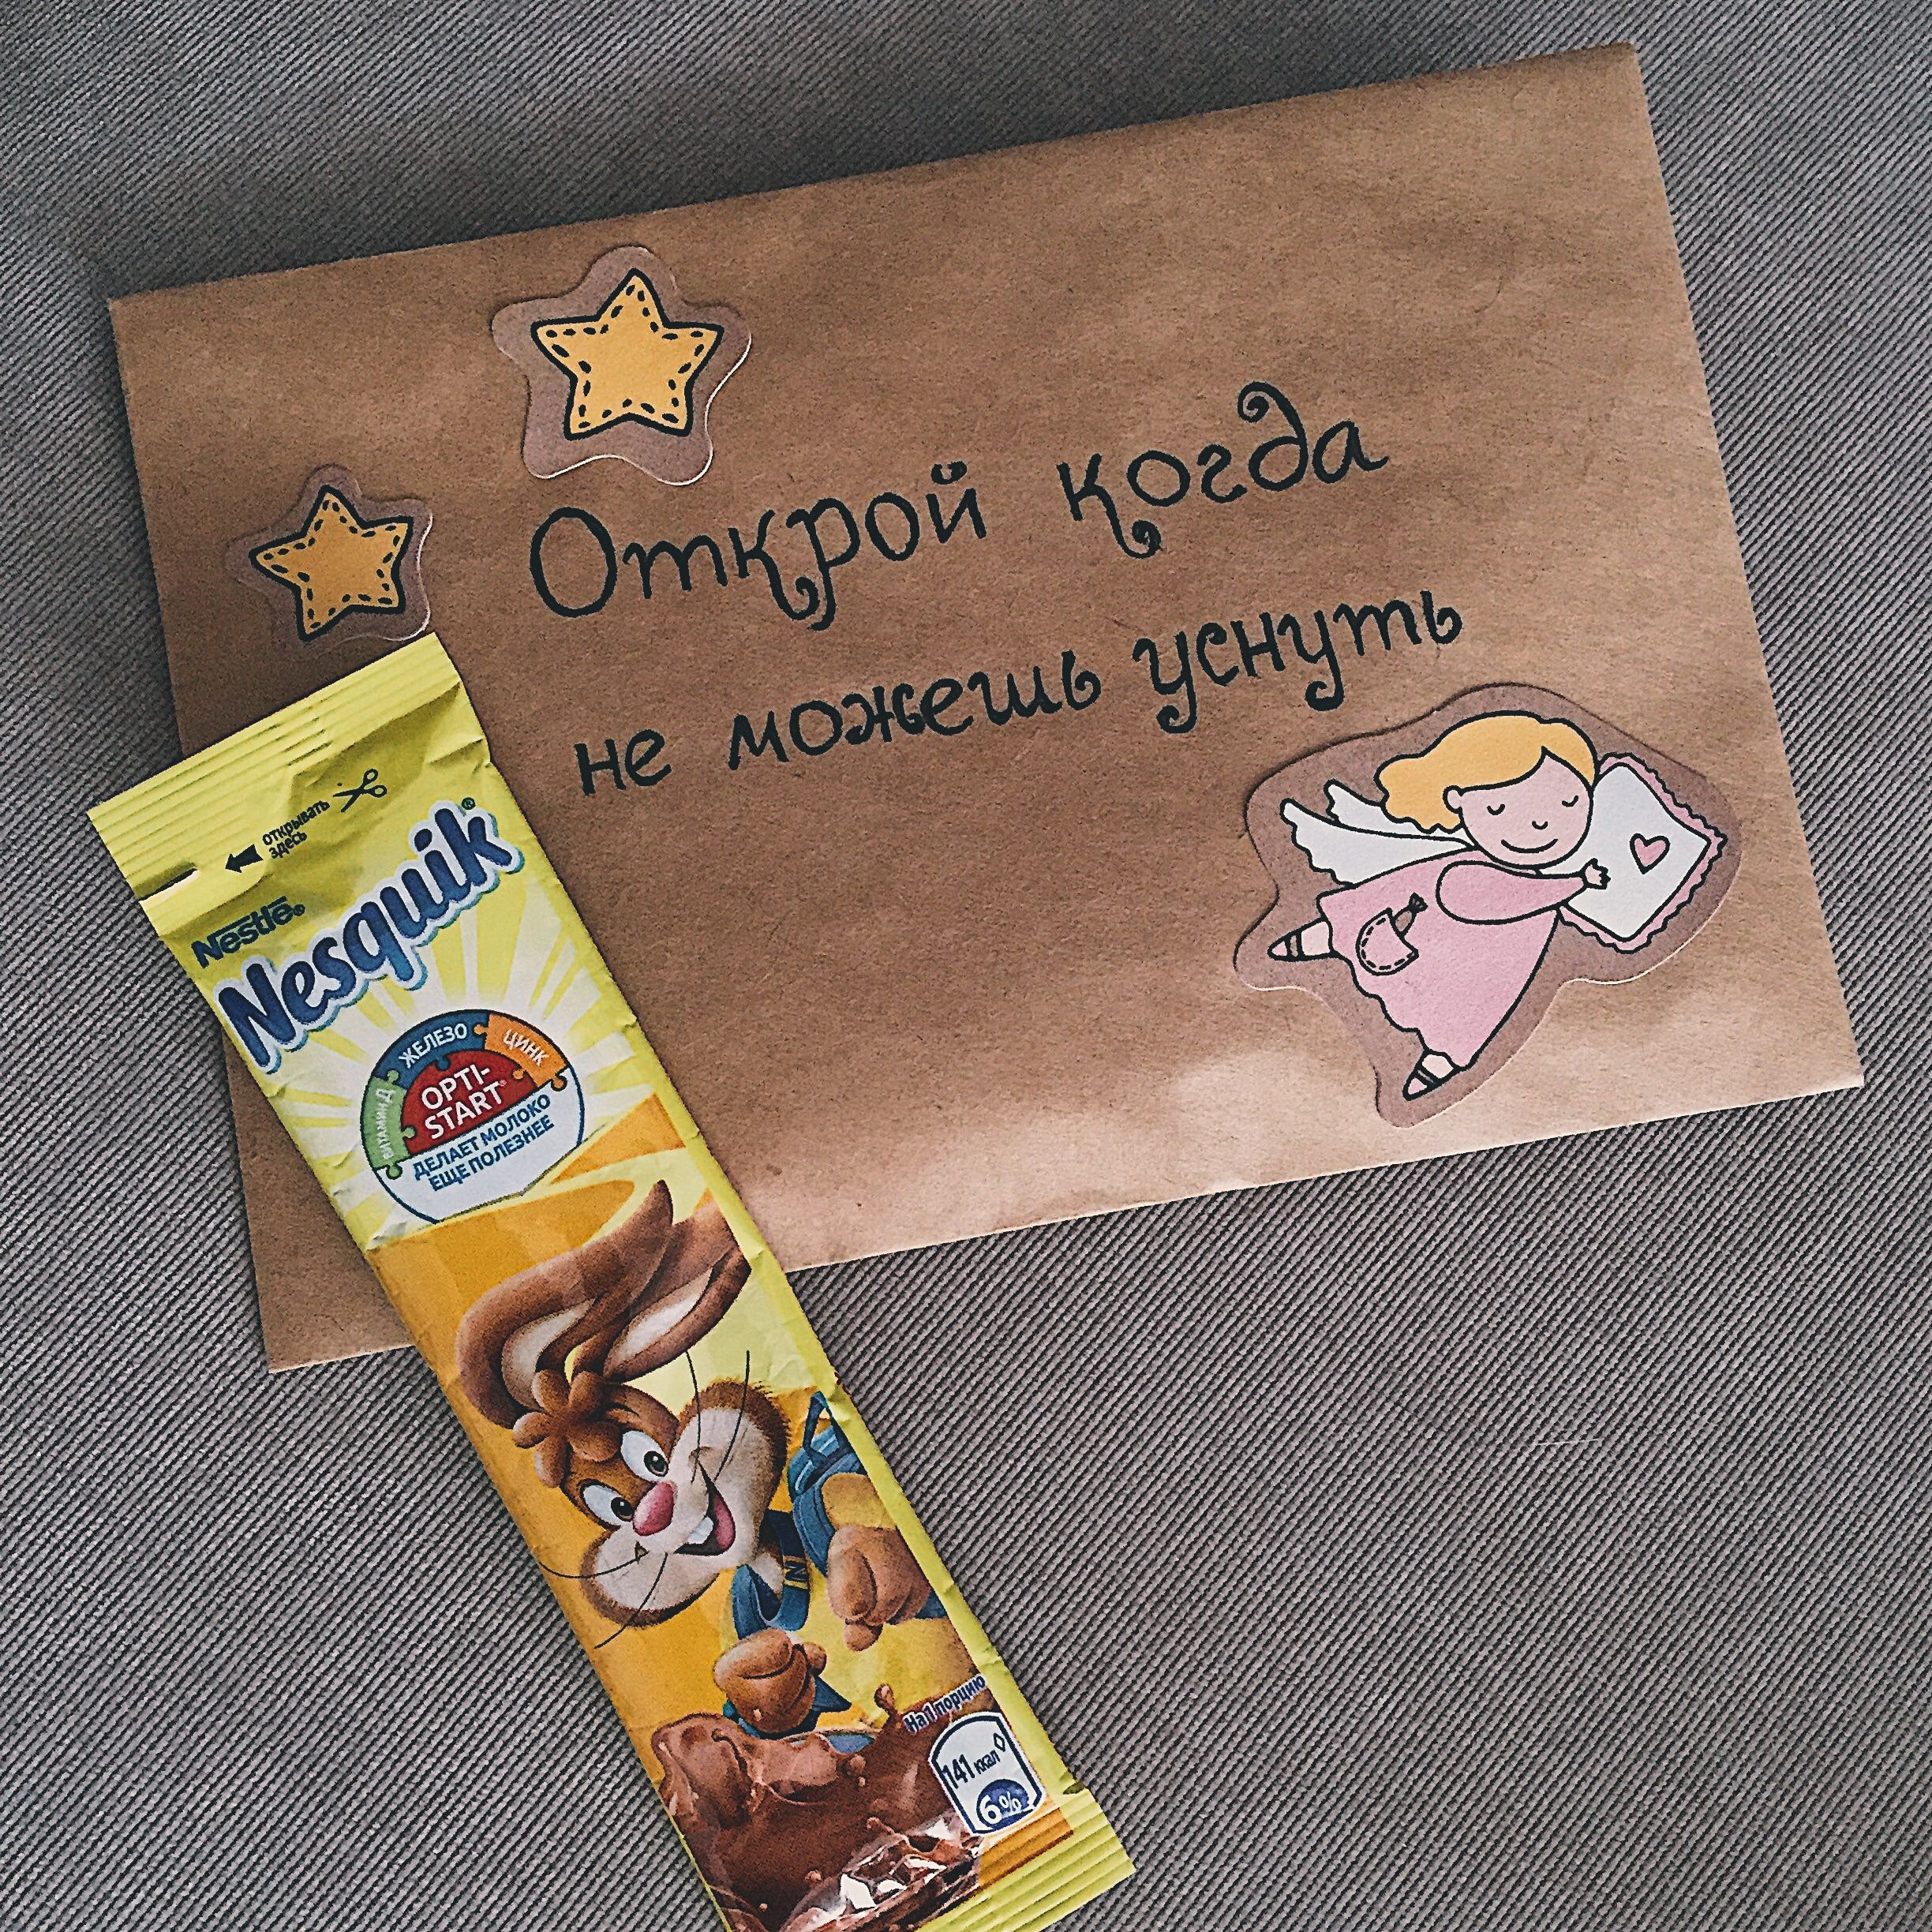 Открой когда
не можешь уснуть
открывать
здесь
Nestlé®
Nesquik®
ВИТАМИН Д
ЖЕЛЕЗО
ЦИНК
OPTI-
START®
ДЕЛАЕТ МОЛОКО
ЕЩЕ ПОЛЕЗНЕЕ
N
На 1 порцию
141 ккал◊
6%